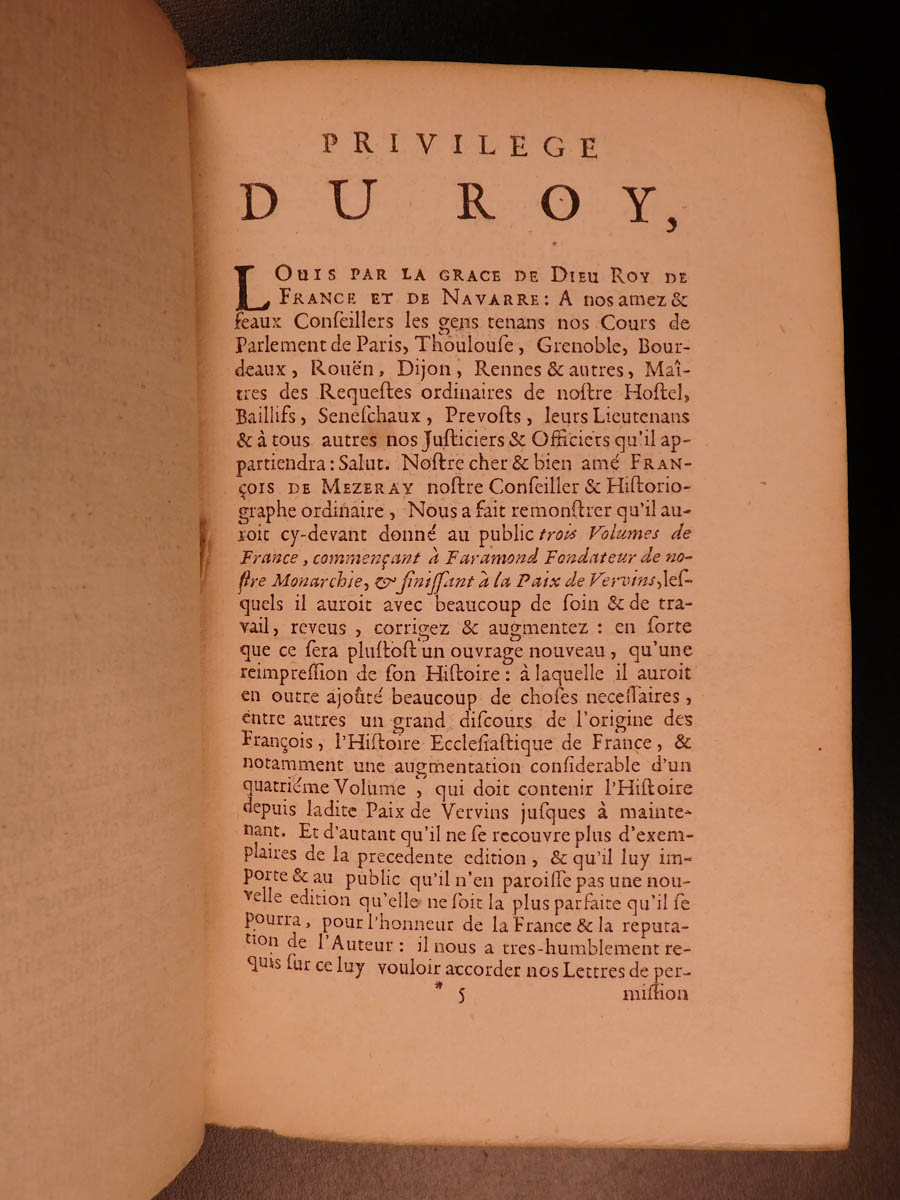 PRIVILEGE
DU ROY,
LOUIS PAR LA GRACE DE DIEU ROY DE
FRANCE ET DE NAVARRE: A nos amez &
feaux Conſeillers les gens tenans nos Cours de
Parlement de Paris, Thoulouſe, Grenoble, Bour-
deaux, Rouën, Dijon, Rennes & autres, Maî-
tres des Requeſtes ordinaires de noſtre Hoſtel,
Baillifs, Seneſchaux, Prevoſts, leurs Lieutenans
& à tous autres nos Juſticiers & Officiers qu'il ap-
partiendra: Salut. Noſtre cher & bien amé FRAN-
ÇOIS DE MEZERAY noſtre Conſeiller & Hiſtorio-
graphe ordinaire, Nous a fait remonſtrer qu'il au-
roit cy-devant donné au public trois Volumes de
France, commençant à Faramond Fondateur de no-
ſtre Monarchie, & finiſſant à la Paix de Vervins, leſ-
quels il auroit avec beaucoup de ſoin & de tra-
vail, reveus, corrigez & augmentez: en ſorte
que ce ſera pluſtoſt un ouvrage nouveau, qu'une
reimpreſſion de ſon Hiſtoire: à laquelle il auroit
en outre ajoûté beaucoup de choſes neceſſaires,
entre autres un grand diſcours de l'origine des
François, l'Hiſtoire Eccleſiaſtique de France, &
notamment une augmentation conſiderable d'un
quatriéme Volume, qui doit contenir l'Hiſtoire
depuis ladite Paix de Vervins juſques à mainte-
nant. Et d'autant qu'il ne ſe recouvre plus d'exem-
plaires de la precedente edition, & qu'il luy im-
porte & au public qu'il n'en paroiſſe pas une nou-
velle edition qu'elle ne ſoit la plus parfaite qu'il ſe
pourra, pour l'honneur de la France & la reputa-
tion de l'Auteur: il nous a tres-humblement re-
quis ſur ce luy vouloir accorder nos Lettres de per-
* 5 miſſion